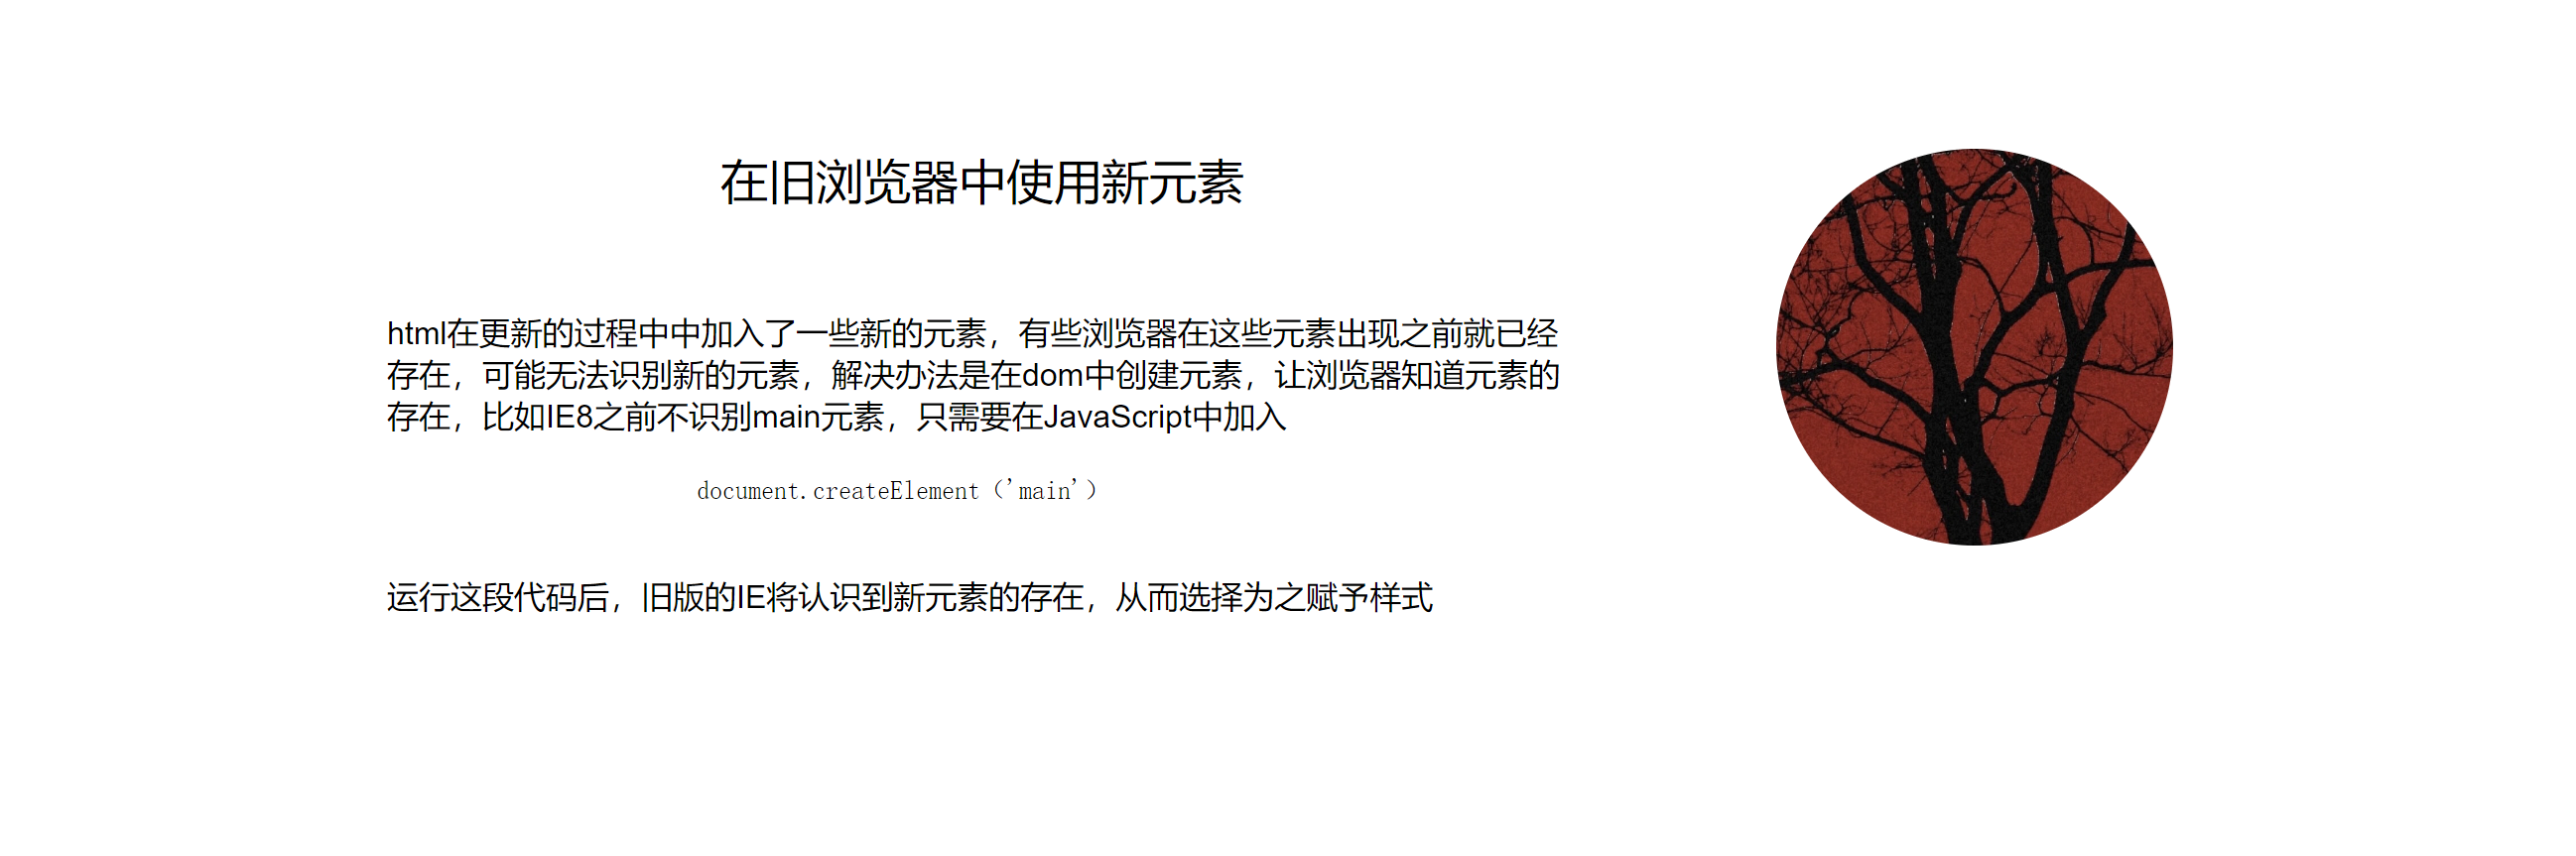 在旧浏览器中使用新元素
html在更新的过程中中加入了一些新的元素，有些浏览器在这些元素出现之前就已经
存在，可能无法识别新的元素，解决办法是在dom中创建元素，让浏览器知道元素的
存在，比如IE8之前不识别main元素，只需要在JavaScript中加入
document.createElement（'main'）
运行这段代码后，旧版的IE将认识到新元素的存在，从而选择为之赋予样式